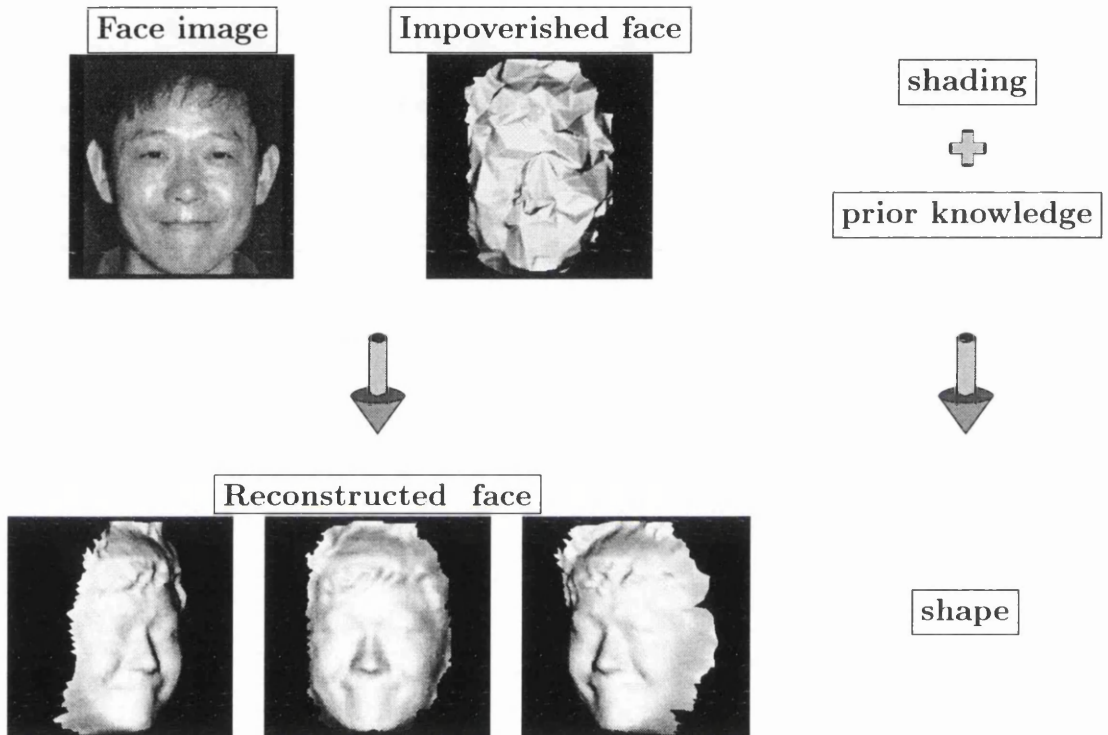 Face image
Impoverished face
shading
prior knowledge
Reconstructed face
shape